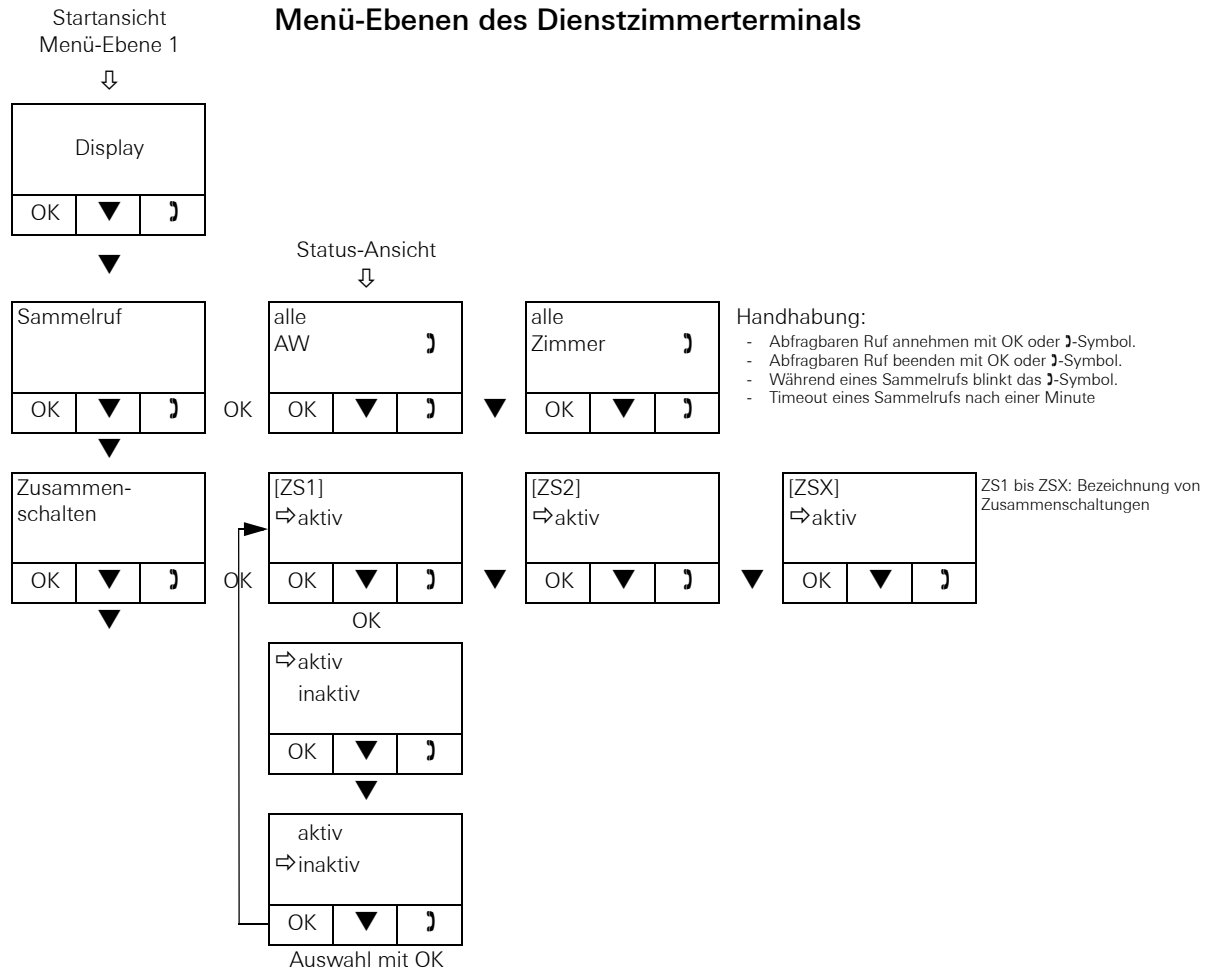 Startansicht
Menü-Ebene 1
⇩
Menü-Ebenen des Dienstzimmerterminals
Display
OK ▼
▼
Status-Ansicht
⇩
Sammelruf
OK ▼
OK
alle
AW
OK ▼
▼
alle
Zimmer
OK ▼
Handhabung:
- Abfragbaren Ruf annehmen mit OK oder -Symbol.
- Abfragbaren Ruf beenden mit OK oder -Symbol.
- Während eines Sammelrufs blinkt das -Symbol.
- Timeout eines Sammelrufs nach einer Minute
▼
Zusammen-
schalten
OK ▼
OK
[ZS1]
⇨aktiv
OK ▼
▼
[ZS2]
⇨aktiv
OK ▼
▼
[ZSX]
⇨aktiv
OK ▼
ZS1 bis ZSX: Bezeichnung von
Zusammenschaltungen
▼
OK
⇨aktiv
inaktiv
OK ▼
▼
aktiv
⇨inaktiv
OK ▼
Auswahl mit OK